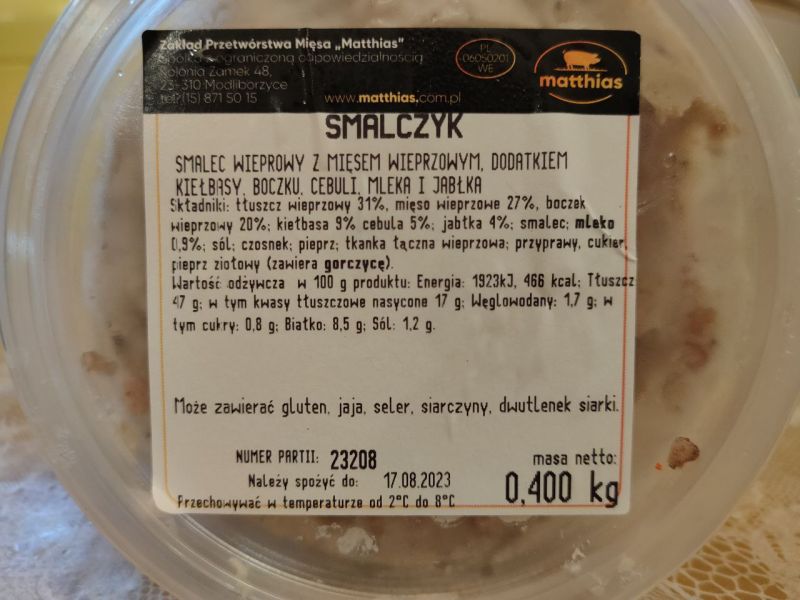 Zakład Przetwórstwa Mięsa „Matthias"
Spółka z ograniczoną odpowiedzialnością
Kolonia Zamek 48,
23-310 Modliborzyce
tel. (15) 871 50 15
www.matthias.com.pl
PL
06050201
WE
matthias
SMALCZYK
SMALEC WIEPROWY Z MIĘSEM WIEPRZOWYM, DODATKIEM
KIEŁBASY, BOCZKU, CEBULI, MLEKA I JABŁKA
Składniki: tłuszcz wieprzowy 31%, mięso wieprzowe 27%, boczek
wieprzowy 20%; kiełbasa 9% cebula 5%; jabłka 4%; smalec; mleko
0,9%; sól; czosnek; pieprz; tkanka łączna wieprzowa; przyprawy, cukier,
pieprz ziołowy (zawiera gorczycę).
Wartość odżywcza w 100 g produktu: Energia: 1923kJ, 466 kcal; Tłuszcz
47 g; w tym kwasy tłuszczowe nasycone 17 g; Węglowodany: 1,7 g; w
tym cukry: 0,8 g; Białko: 8,5 g; Sól: 1,2 g.
Może zawierać gluten, jaja, seler, siarczyny, dwutlenek siarki.
NUMER PARTII: 23208
Należy spożyć do: 17.08.2023
Przechowywać w temperaturze od 2°C do 8°C
masa netto:
0,400 kg